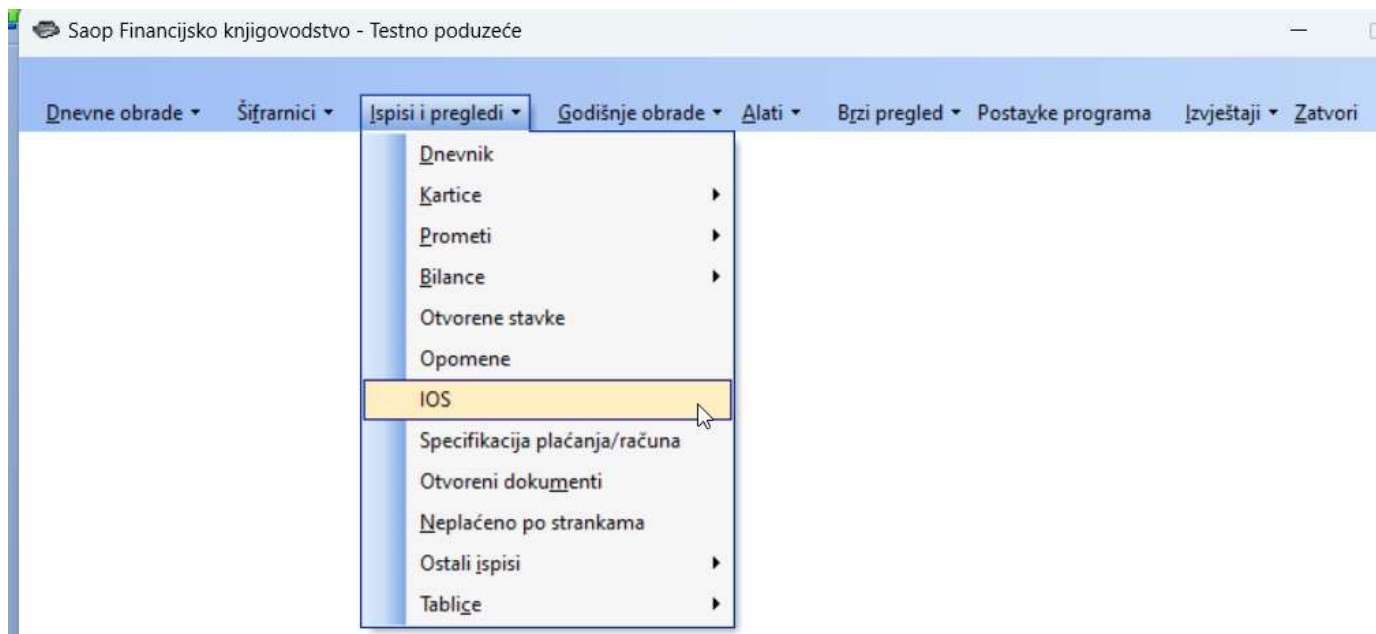 Saop Financijsko knjigovodstvo - Testno poduzeće
Dnevne obrade Šifrarnici Ispisi i pregledi Godišnje obrade Alati Brzi pregled Postavke programa Izvještaji Zatvori
Dnevnik
Kartice
Prometi
Bilance
Otvorene stavke
Opomene
IOS
Specifikacija plaćanja/računa
Otvoreni dokumenti
Neplaćeno po strankama
Ostali ispisi
Tablice